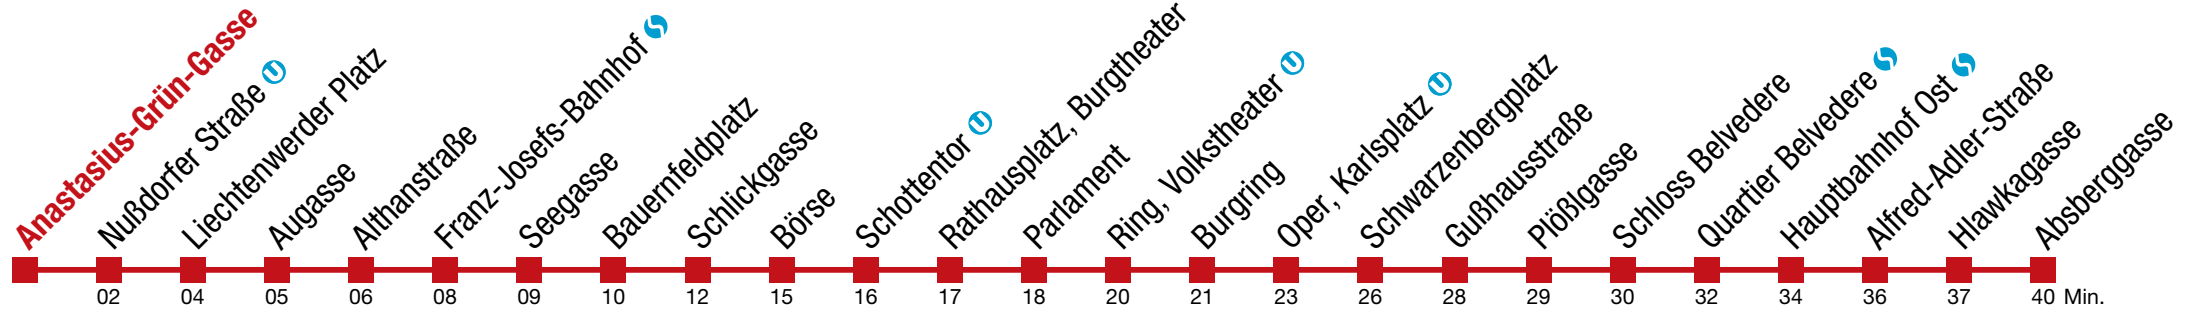 Anastasius-Grün-Gasse
Nußdorfer Straße U
Liechtenwerder Platz
Augasse
Althanstraße
Franz-Josefs-Bahnhof S
Seegasse
Bauernfeldplatz
Schlickgasse
Börse
Schottentor U
Rathausplatz, Burgtheater
Parlament
Ring, Volkstheater U
Burgring
Oper, Karlsplatz U
Schwarzenbergplatz
Gußhausstraße
Plößlgasse
Schloss Belvedere
Quartier Belvedere S
Hauptbahnhof Ost S
Alfred-Adler-Straße
Hlawkagasse
Absberggasse
02 04 05 06 08 09 10 12 15 16 17 18 20 21 23 26 28 29 30 32 34 36 37 40 Min.